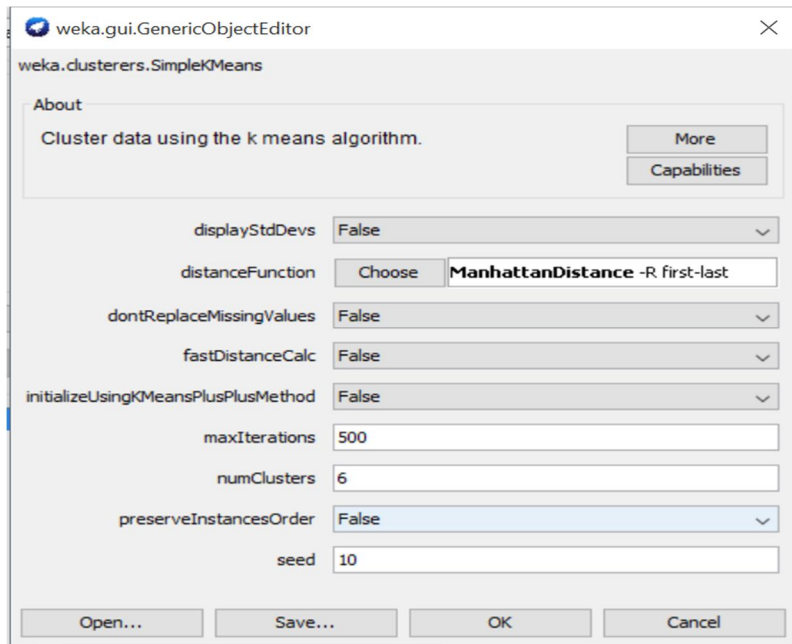 weka.gui.GenericObjectEditor
weka.clusterers.SimpleKMeans
About
Cluster data using the k means algorithm.
More
Capabilities
displayStdDevs False
distanceFunction Choose ManhattanDistance -R first-last
dontReplaceMissingValues False
fastDistanceCalc False
initializeUsingKMeansPlusPlusMethod False
maxIterations 500
numClusters 6
preserveInstancesOrder False
seed 10
Open... Save... OK Cancel